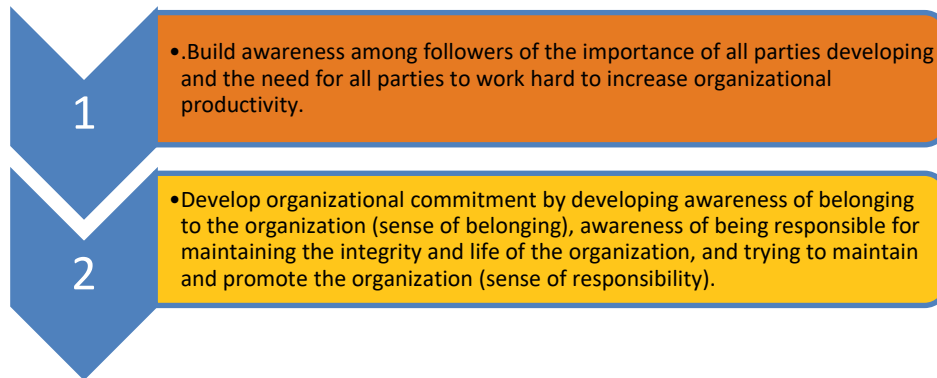 1
•.Build awareness among followers of the importance of all parties developing
and the need for all parties to work hard to increase organizational
productivity.
2
•Develop organizational commitment by developing awareness of belonging
to the organization (sense of belonging), awareness of being responsible for
maintaining the integrity and life of the organization, and trying to maintain
and promote the organization (sense of responsibility).